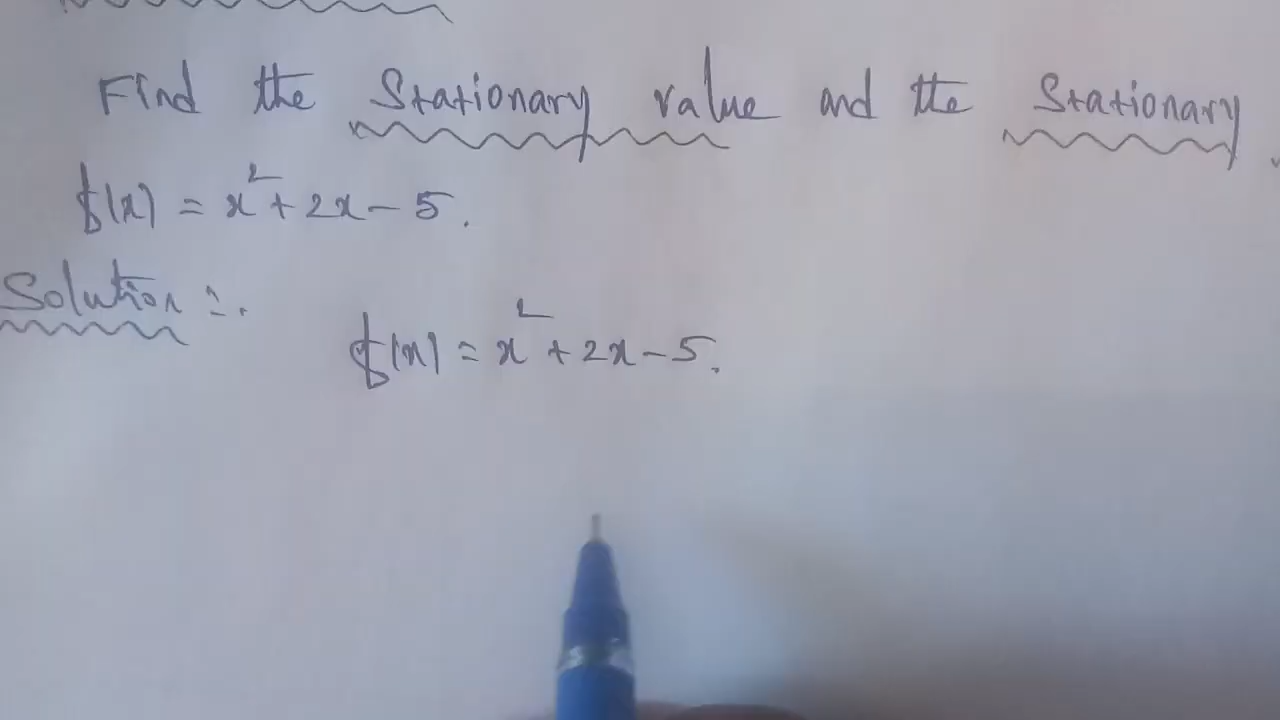 Find the Stationary value and the Stationary
f(x) = x² + 2x - 5.
Solution :-
f(x) = x² + 2x - 5.